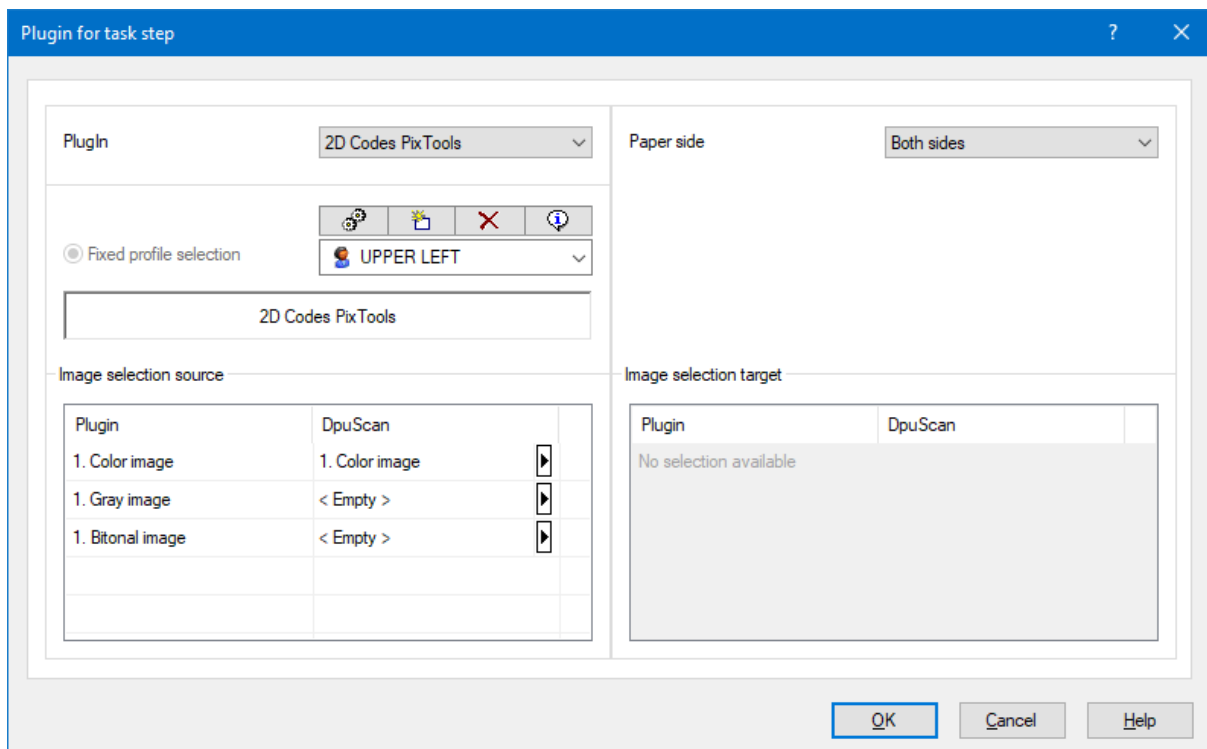 Plugin for task step
?
PlugIn
2D Codes PixTools
Paper side
Both sides
Fixed profile selection
UPPER LEFT
2D Codes PixTools
Image selection source
Plugin DpuScan
1. Color image 1. Color image
1. Gray image < Empty >
1. Bitonal image < Empty >
Image selection target
Plugin DpuScan
No selection available
OK
Cancel
Help